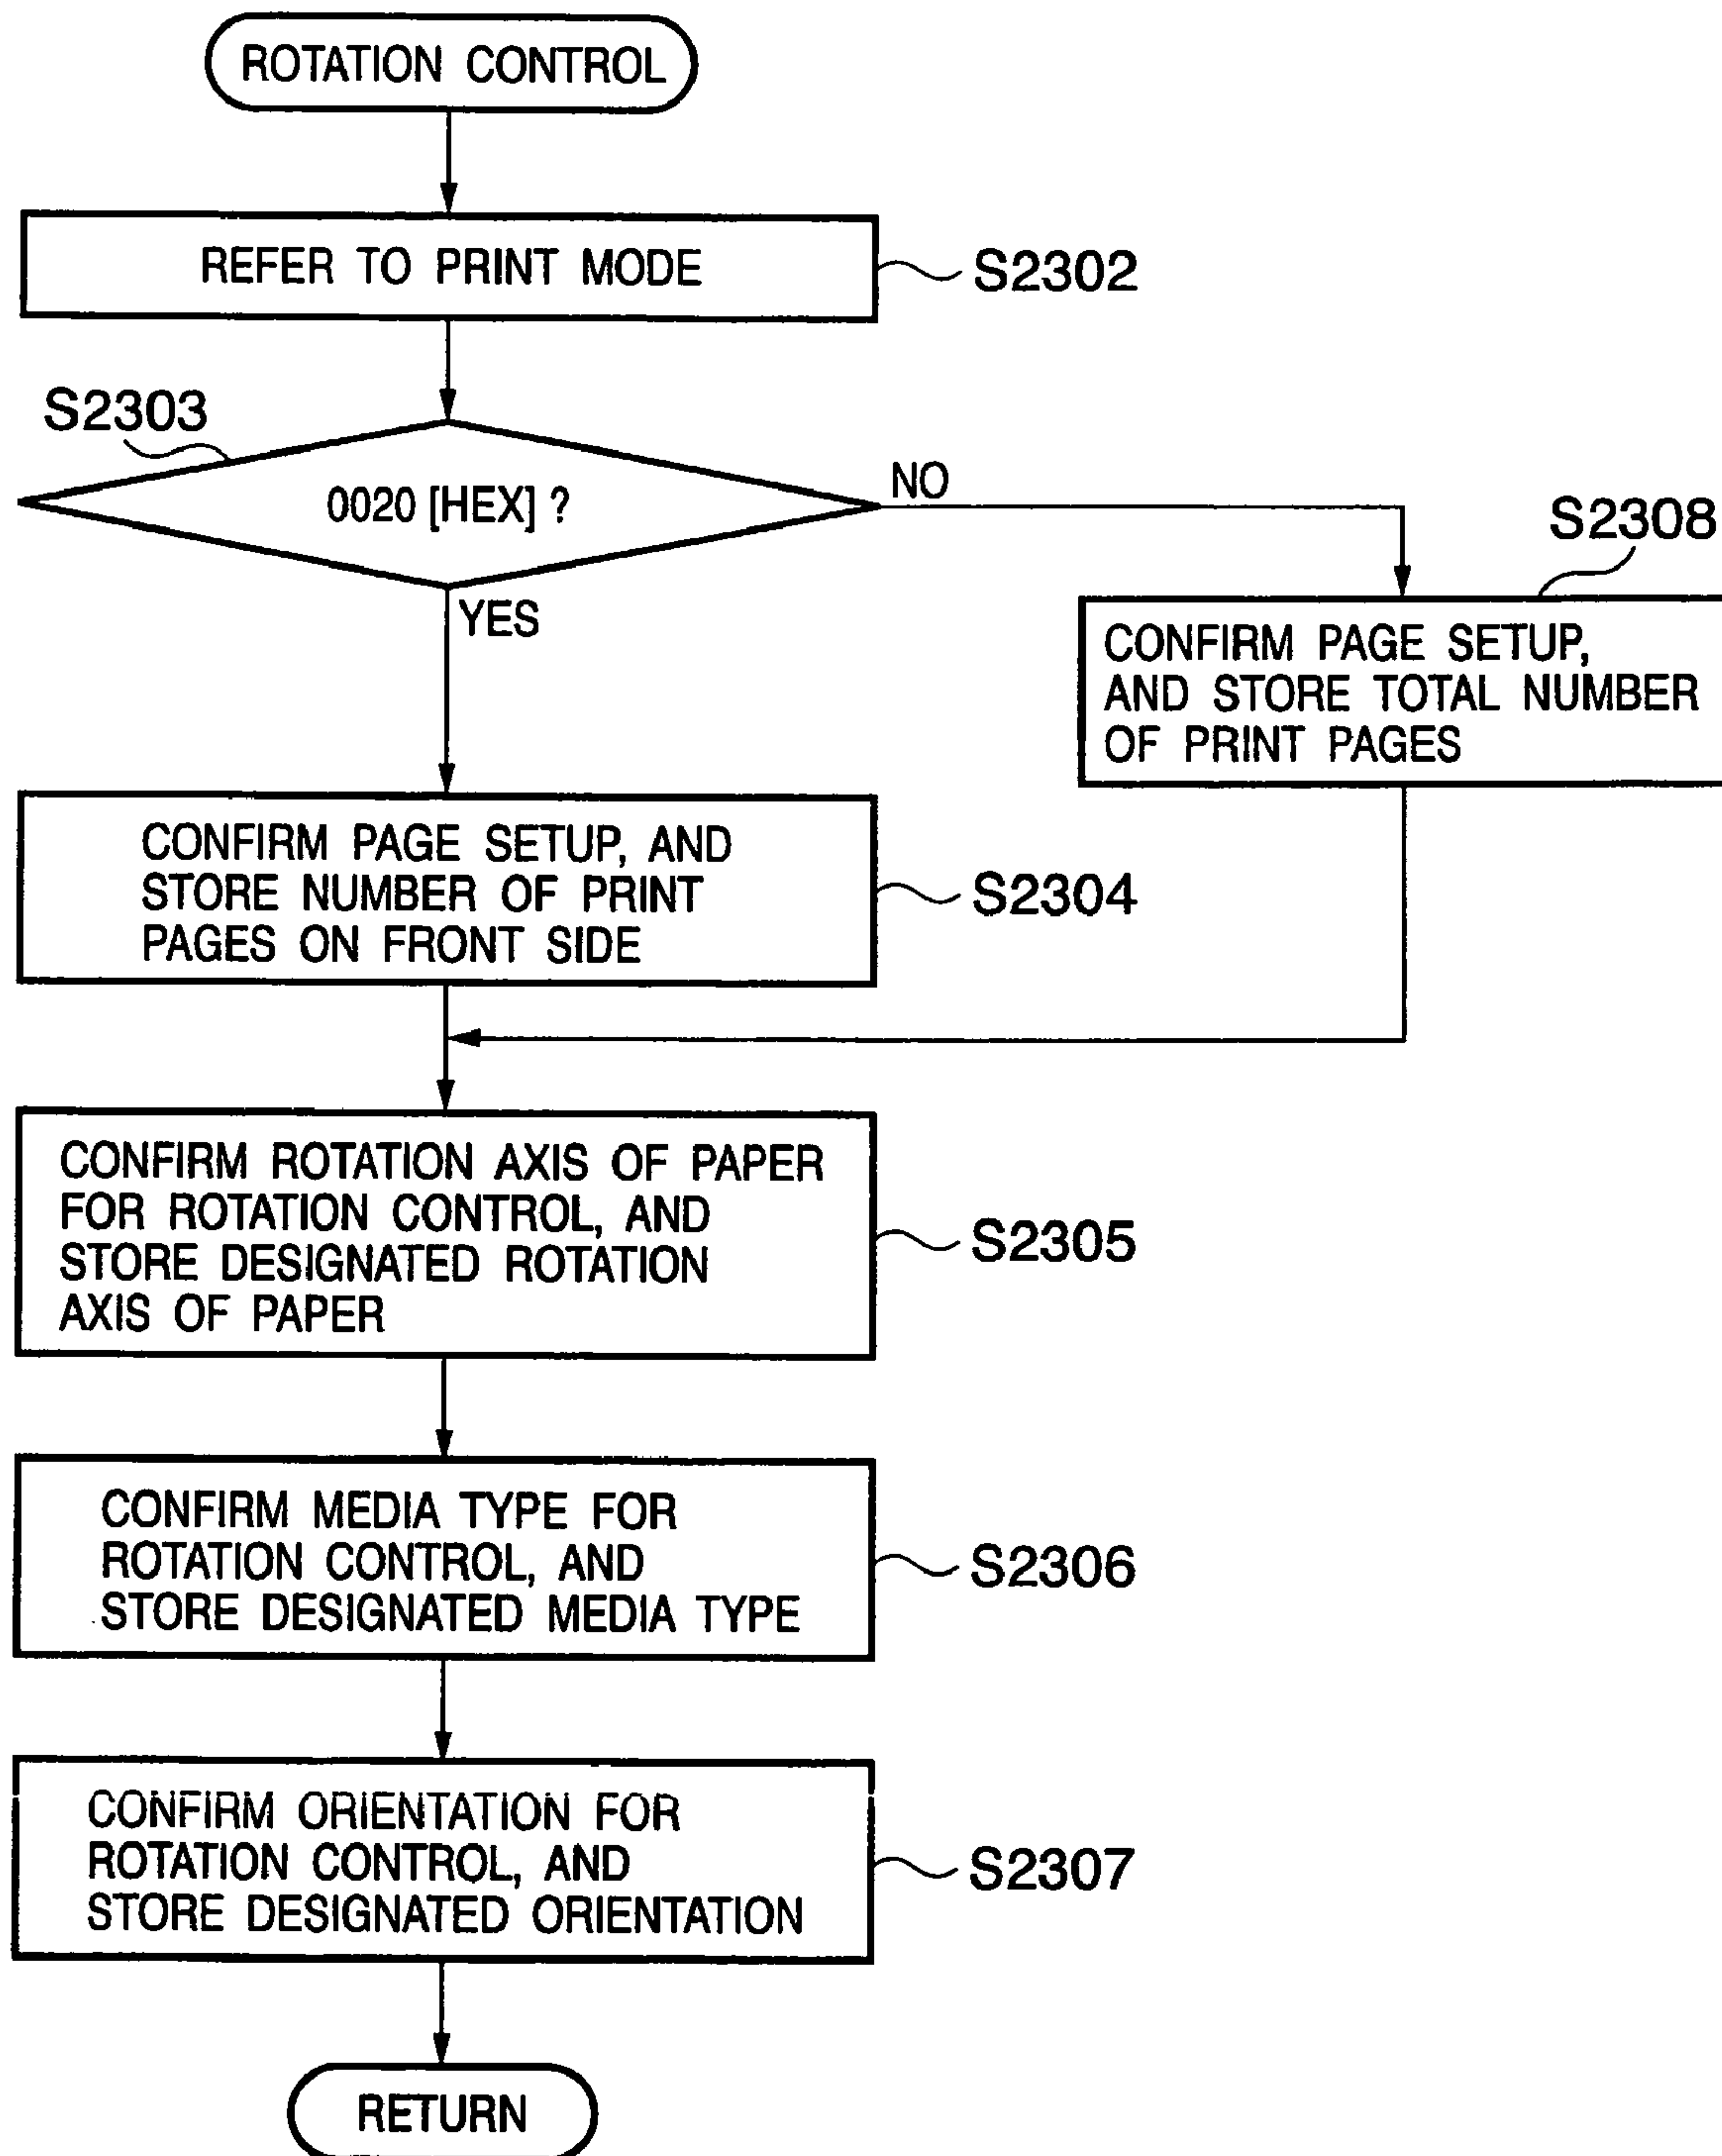 ROTATION CONTROL
REFER TO PRINT MODE
S2302
S2303
0020 [HEX] ?
NO
YES
S2308
CONFIRM PAGE SETUP,
AND STORE TOTAL NUMBER
OF PRINT PAGES
CONFIRM PAGE SETUP, AND
STORE NUMBER OF PRINT
PAGES ON FRONT SIDE
S2304
CONFIRM ROTATION AXIS OF PAPER
FOR ROTATION CONTROL, AND
STORE DESIGNATED ROTATION
AXIS OF PAPER
S2305
CONFIRM MEDIA TYPE FOR
ROTATION CONTROL, AND
STORE DESIGNATED MEDIA TYPE
S2306
CONFIRM ORIENTATION FOR
ROTATION CONTROL, AND
STORE DESIGNATED ORIENTATION
S2307
RETURN